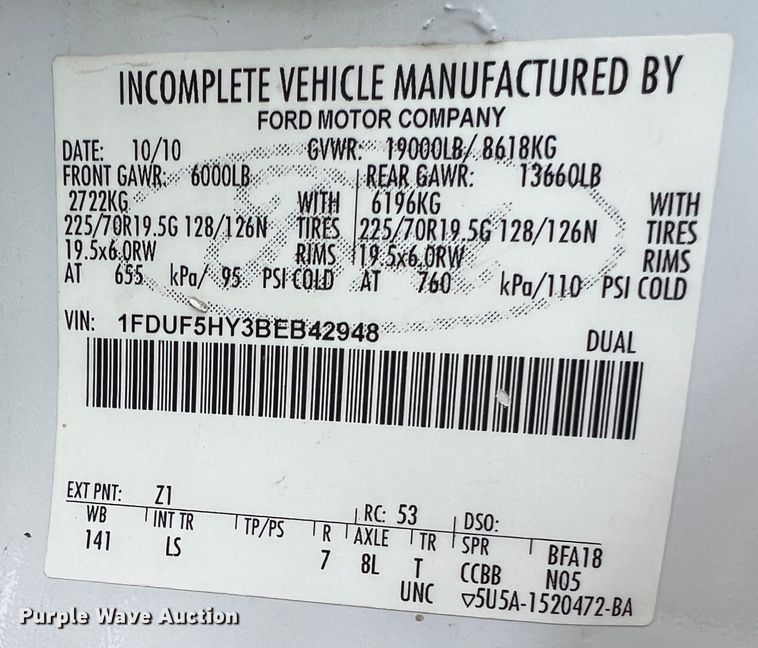 INCOMPLETE VEHICLE MANUFACTURED BY
FORD MOTOR COMPANY
DATE: 10/10 GVWR: 19000LB/ 8618KG
FRONT GAWR: 6000LB REAR GAWR: 13660LB
2722KG WITH 6196KG WITH
225/70R19.5G 128/126N TIRES 225/70R19.5G 128/126N TIRES
19.5x6.0RW RIMS 19.5x6.0RW RIMS
AT 655 kPa/ 95 PSI COLD AT 760 kPa/110 PSI COLD
VIN: 1FDUF5HY3BEB42948 DUAL
EXT PNT: Z1 RC: 53 DSO:
WB INT TR TP/PS R AXLE TR SPR BFA18
141 LS 7 8L T CCBB N05
UNC ▽5U5A-1520472-BA
Purple Wave Auction